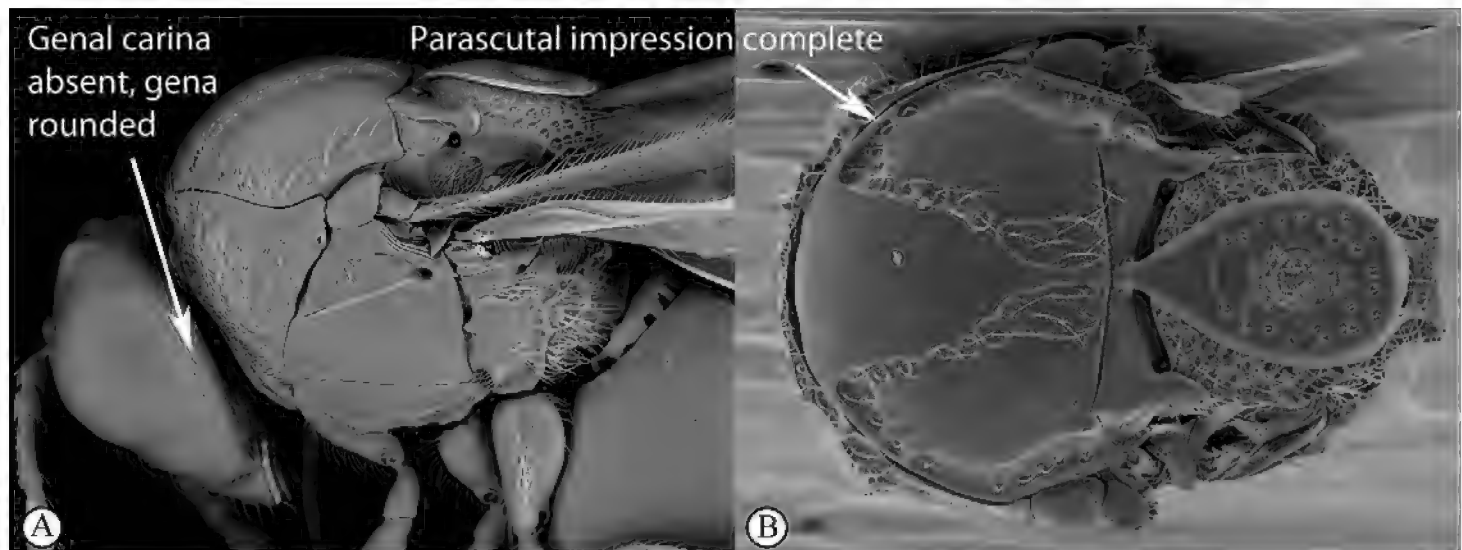 Genal carina
absent, gena
rounded
Parascutal impression complete
A
B